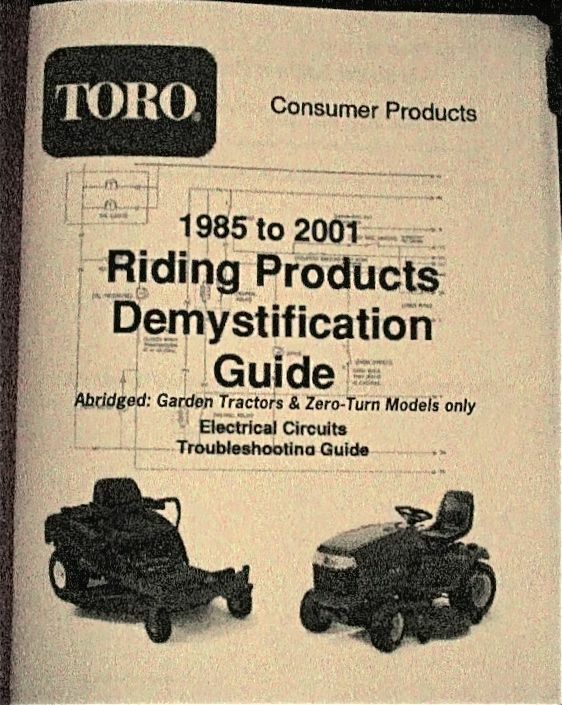 TORO
Consumer Products
1985 to 2001
Riding Products
Demystification
Guide
Abridged: Garden Tractors & Zero-Turn Models only
Electrical Circuits
Troubleshooting Guide